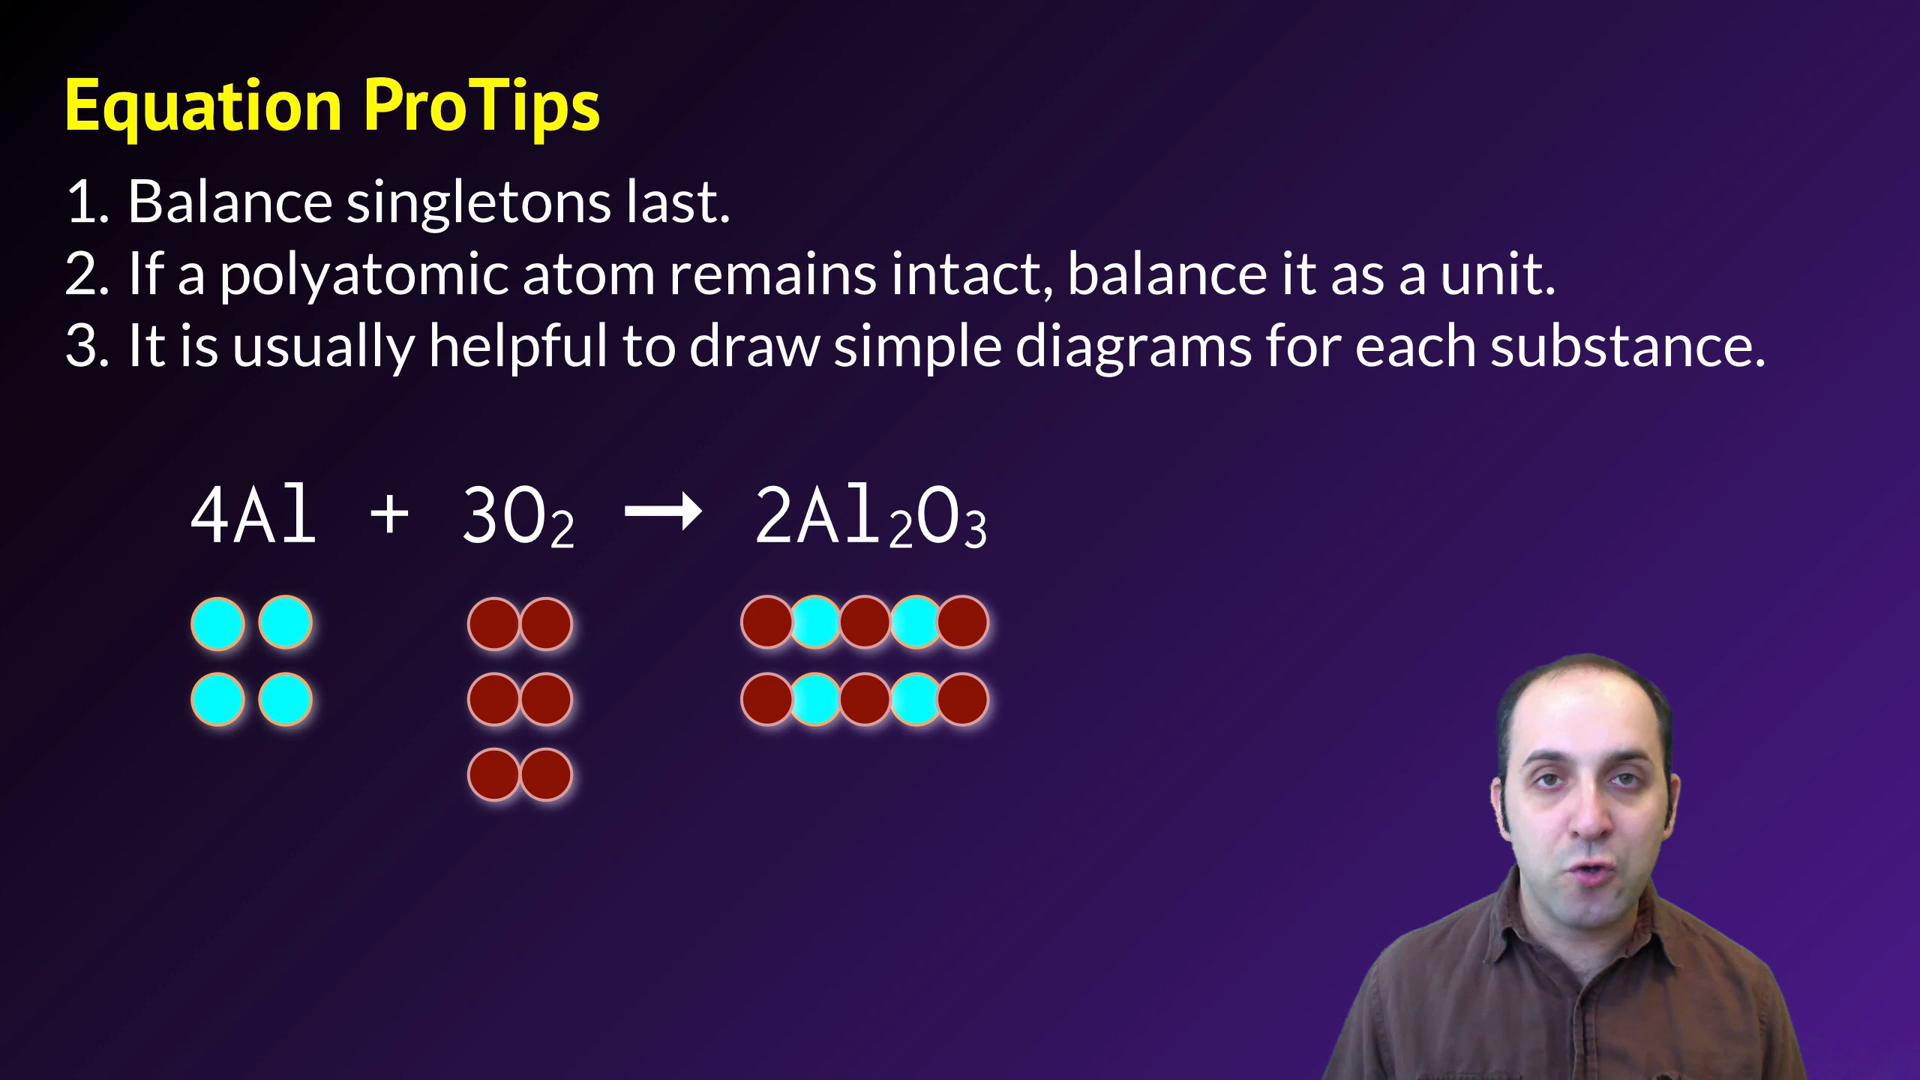 Equation ProTips
1. Balance singletons last.
2. If a polyatomic atom remains intact, balance it as a unit.
3. It is usually helpful to draw simple diagrams for each substance.
4Al + 3O₂ → 2Al₂O₃